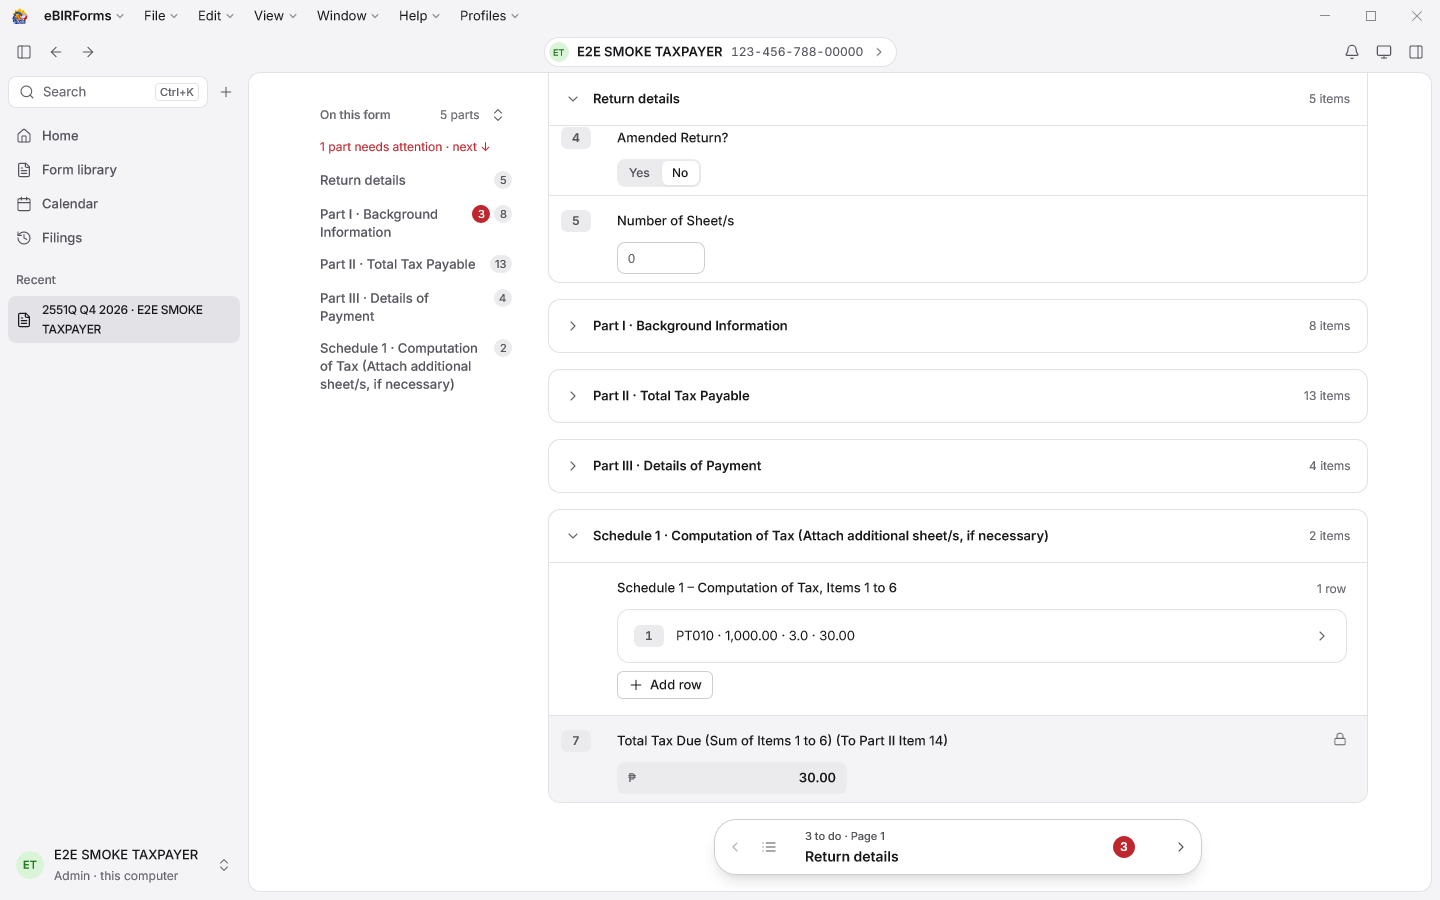 eBIRForms File Edit View Window Help Profiles
ET E2E SMOKE TAXPAYER 123-456-788-00000
Search Ctrl+K
Home
Form library
Calendar
Filings
Recent
2551Q Q4 2026 · E2E SMOKE
TAXPAYER
ET E2E SMOKE TAXPAYER
Admin · this computer
On this form 5 parts
1 part needs attention · next ↓
Return details 5
Part I · Background 3 8
Information
Part II · Total Tax Payable 13
Part III · Details of 4
Payment
Schedule 1 · Computation 2
of Tax (Attach additional
sheet/s, if necessary)
Return details 5 items
4 Amended Return?
Yes No
5 Number of Sheet/s
0
Part I · Background Information 8 items
Part II · Total Tax Payable 13 items
Part III · Details of Payment 4 items
Schedule 1 · Computation of Tax (Attach additional sheet/s, if necessary) 2 items
Schedule 1 – Computation of Tax, Items 1 to 6 1 row
1 PT010 · 1,000.00 · 3.0 · 30.00
+ Add row
7 Total Tax Due (Sum of Items 1 to 6) (To Part II Item 14)
₱ 30.00
3 to do · Page 1
Return details 3